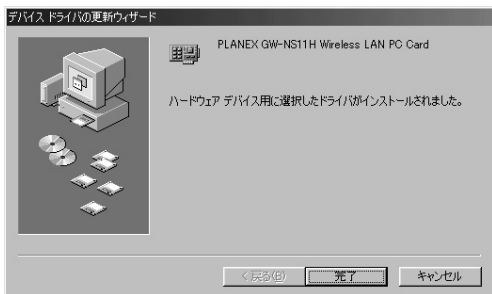 デバイス ドライバの更新ウィザード
PLANEX GW-NS11H Wireless LAN PC Card
ハードウェア デバイス用に選択したドライバがインストールされました。
< 戻る(B)
完了
キャンセル